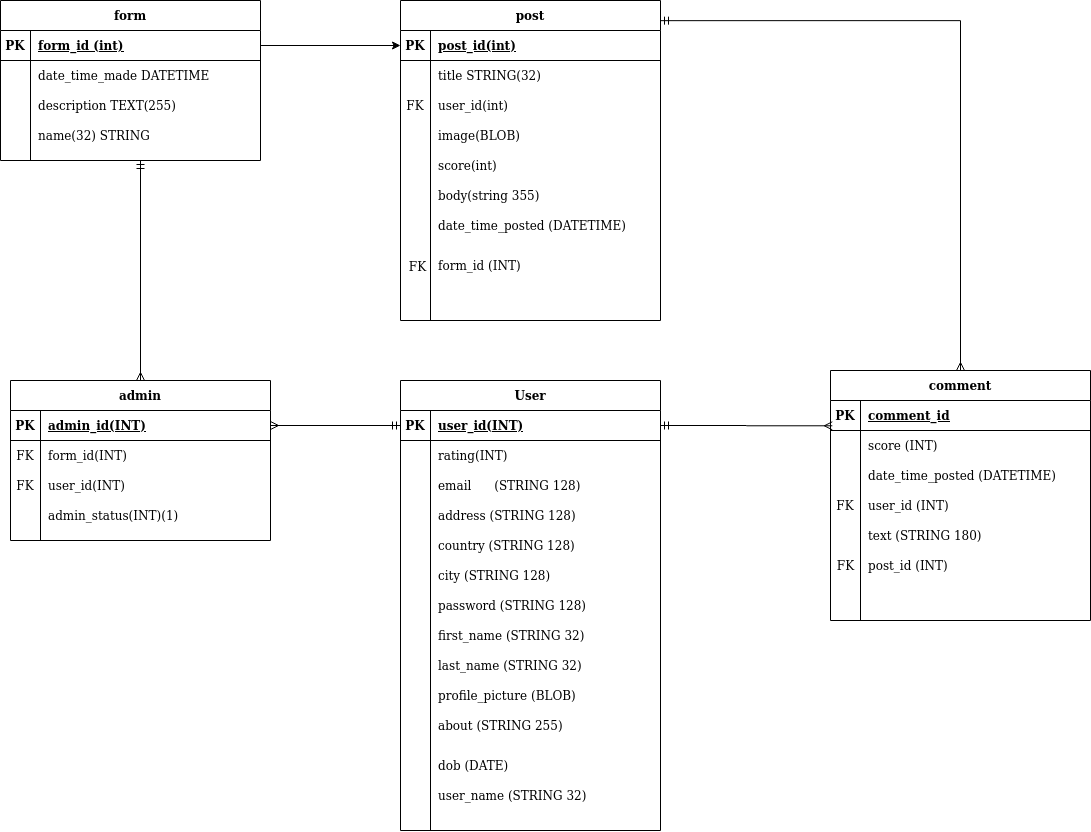 form
PK form_id (int)
date_time_made DATETIME
description TEXT(255)
name(32) STRING
post
PK post_id(int)
title STRING(32)
FK user_id(int)
image(BLOB)
score(int)
body(string 355)
date_time_posted (DATETIME)
FK form_id (INT)
admin
PK admin_id(INT)
FK form_id(INT)
FK user_id(INT)
admin_status(INT)(1)
User
PK user_id(INT)
rating(INT)
email (STRING 128)
address (STRING 128)
country (STRING 128)
city (STRING 128)
password (STRING 128)
first_name (STRING 32)
last_name (STRING 32)
profile_picture (BLOB)
about (STRING 255)
dob (DATE)
user_name (STRING 32)
comment
PK comment_id
score (INT)
date_time_posted (DATETIME)
FK user_id (INT)
text (STRING 180)
FK post_id (INT)